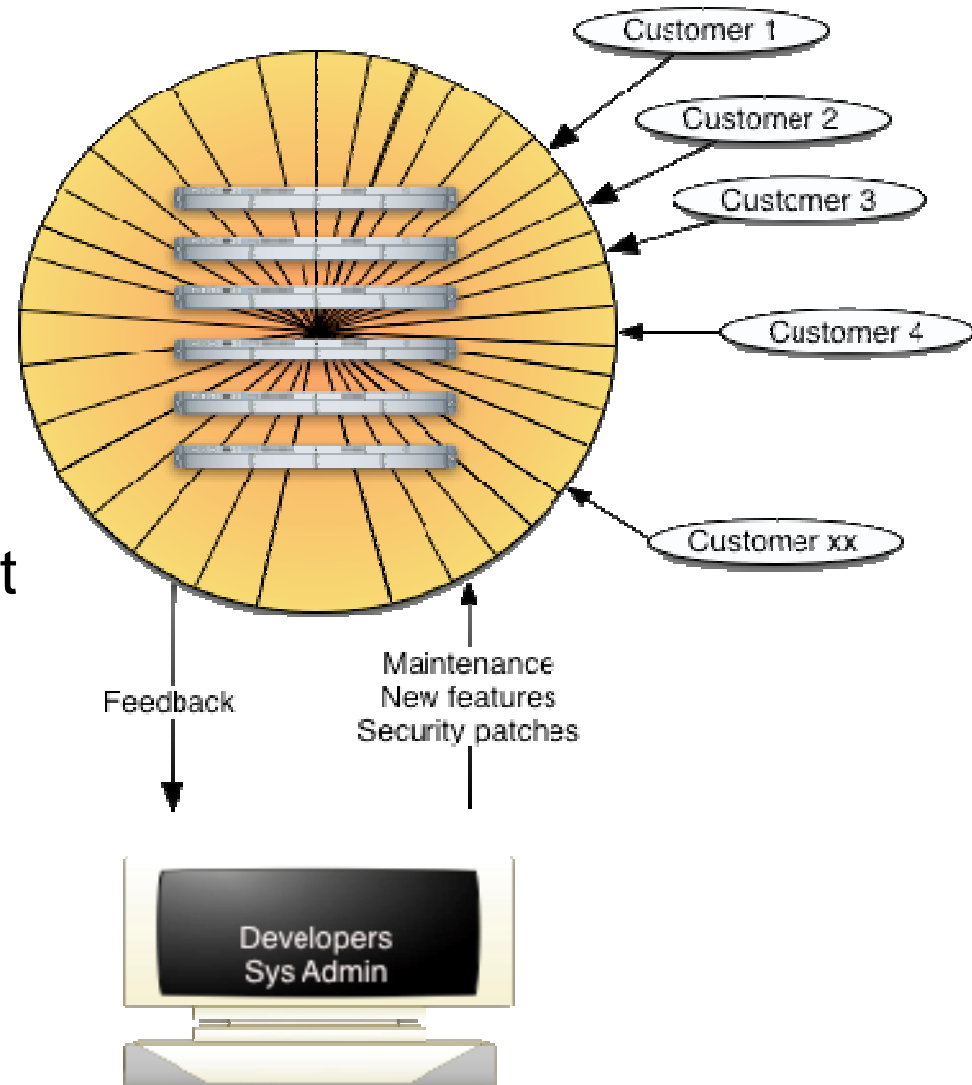 Customer 1
Customer 2
Customer 3
Customer 4
Customer xx
t
Feedback
Maintenance
New features
Security patches
Developers
Sys Admin